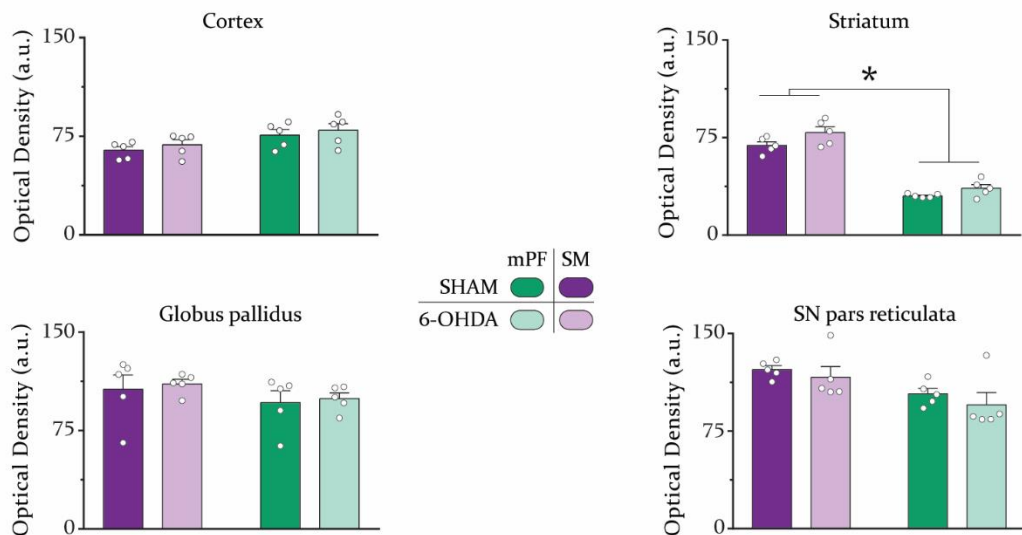 Cortex
Optical Density (a.u.)
150
75
0
Striatum
Optical Density (a.u.)
150
75
0
*
mPF SM
SHAM
6-OHDA
Globus pallidus
Optical Density (a.u.)
150
75
0
SN pars reticulata
Optical Density (a.u.)
150
75
0